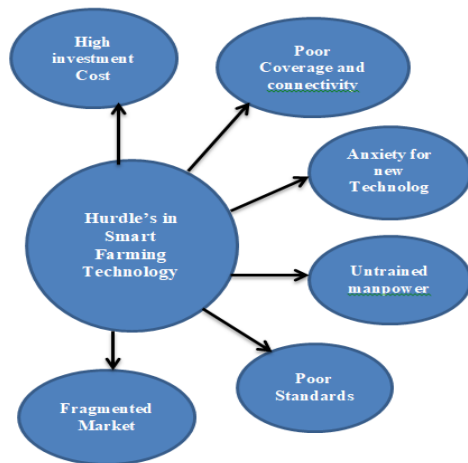 High
investment
Cost
Poor
Coverage and
connectivity
Anxiety for
new
Technolog
Hurdle's in
Smart
Farming
Technology
Untrained
manpower
Poor
Standards
Fragmented
Market